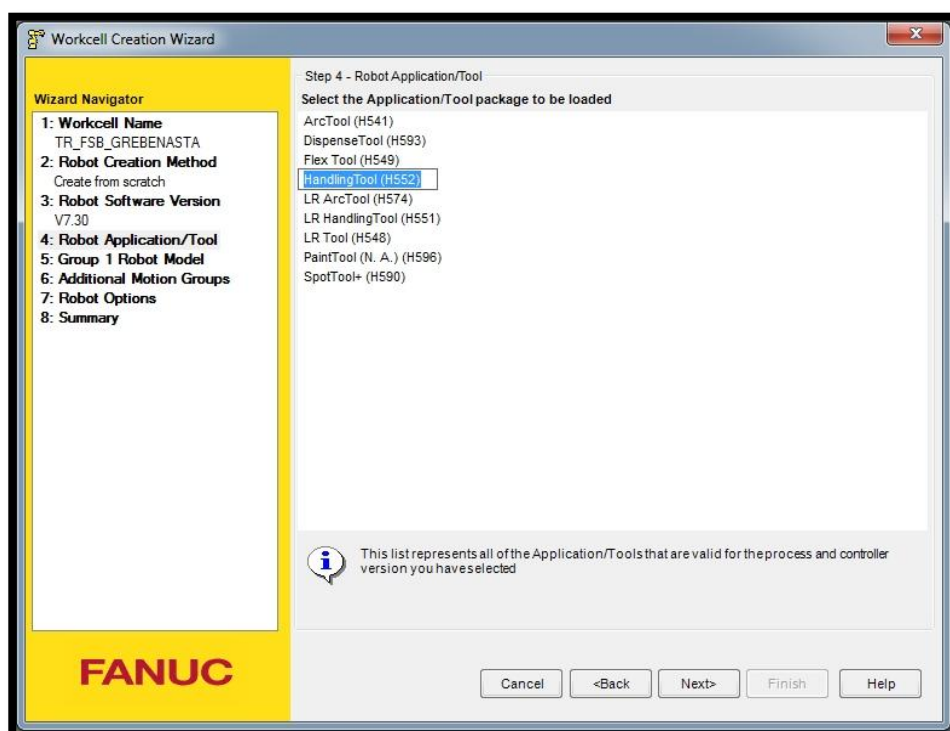 Workcell Creation Wizard
Wizard Navigator
1: Workcell Name
TR_FSB_GREBENASTA
2: Robot Creation Method
Create from scratch
3: Robot Software Version
V7.30
4: Robot Application/Tool
5: Group 1 Robot Model
6: Additional Motion Groups
7: Robot Options
8: Summary
FANUC
Step 4 - Robot Application/Tool
Select the Application/Tool package to be loaded
ArcTool (H541)
DispenseTool (H593)
Flex Tool (H549)
HandlingTool (H552)
LR ArcTool (H574)
LR HandlingTool (H551)
LR Tool (H548)
PaintTool (N. A.) (H596)
SpotTool+ (H590)
This list represents all of the Application/Tools that are valid for the process and controller
version you have selected
Cancel <Back Next> Finish Help